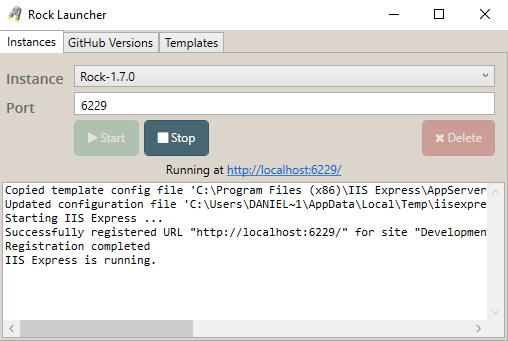 Rock Launcher
Instances GitHub Versions Templates
Instance Rock-1.7.0
Port 6229
Start Stop Delete
Running at http://localhost:6229/
Copied template config file 'C:\Program Files (x86)\IIS Express\AppServer
Updated configuration file 'C:\Users\DANIEL~1\AppData\Local\Temp\iisexpre
Starting IIS Express ...
Successfully registered URL "http://localhost:6229/" for site "Developmen
Registration completed
IIS Express is running.